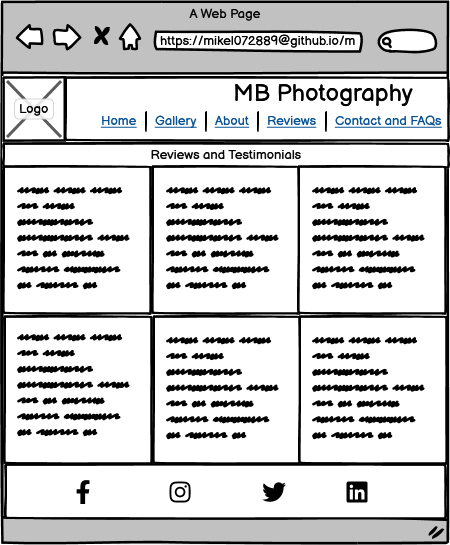 A Web Page
https://mikel072889@github.io/m
MB Photography
Logo
Home Gallery About Reviews Contact and FAQs
Reviews and Testimonials